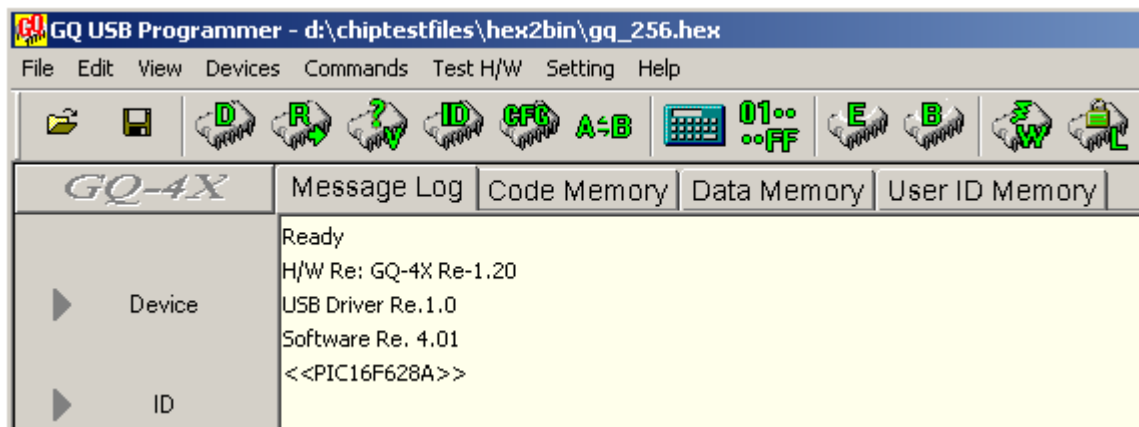 GQ GQ USB Programmer - d:\chiptestfiles\hex2bin\gq_256.hex
File Edit View Devices Commands Test H/W Setting Help
D R ? V ID CFG A÷B 01•• ••FF E B W L
GQ-4X Message Log Code Memory Data Memory User ID Memory
Ready
H/W Re: GQ-4X Re-1.20
Device USB Driver Re.1.0
Software Re. 4.01
<<PIC16F628A>>
ID